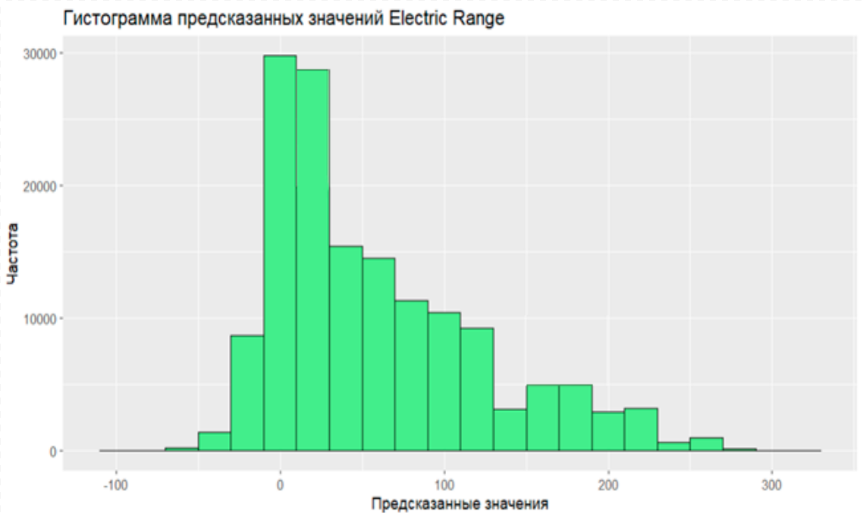 Гистограмма предсказанных значений Electric Range
30000
20000
10000
0
Частота
-100 0 100 200 300
Предсказанные значения